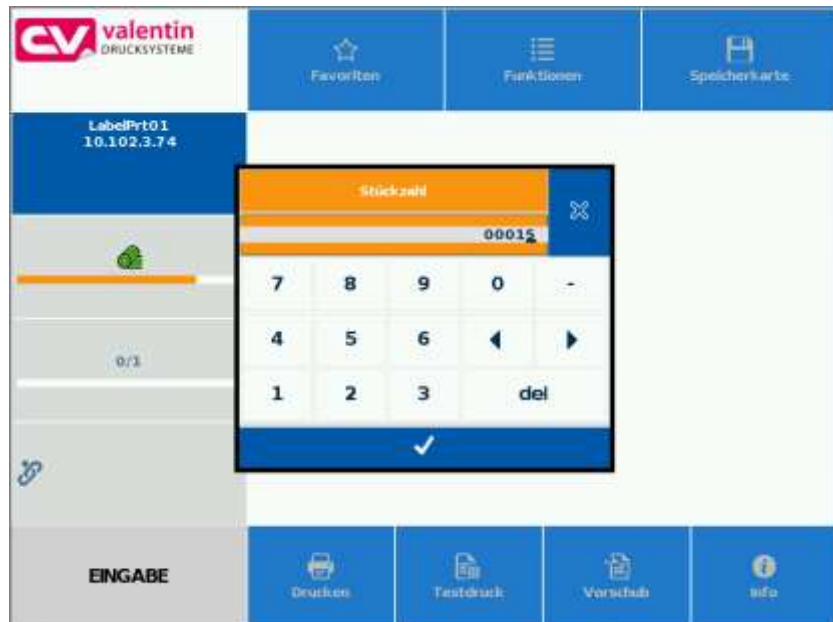 CV valentin
DRUCKSYSTEME
Favoriten
Funktionen
Speicherkarte
LabelPrt01
10.102.3.74
Stückzahl
00015
7 8 9 0 -
4 5 6
1 2 3 del
0/1
EINGABE
Drucken
Testdruck
Vorschub
Info